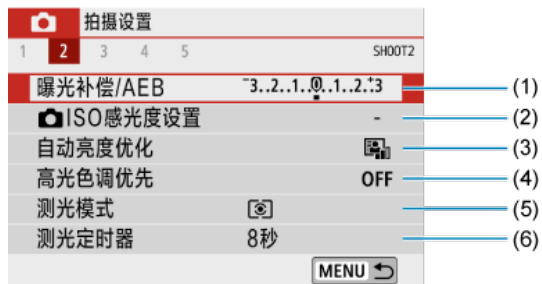 拍摄设置
1 2 3 4 5 SHOOT2
曝光补偿/AEB -3..2..1..0..1..2..+3 (1)
ISO感光度设置 - (2)
自动亮度优化 (3)
高光色调优先 OFF (4)
测光模式 (5)
测光定时器 8秒 (6)
MENU